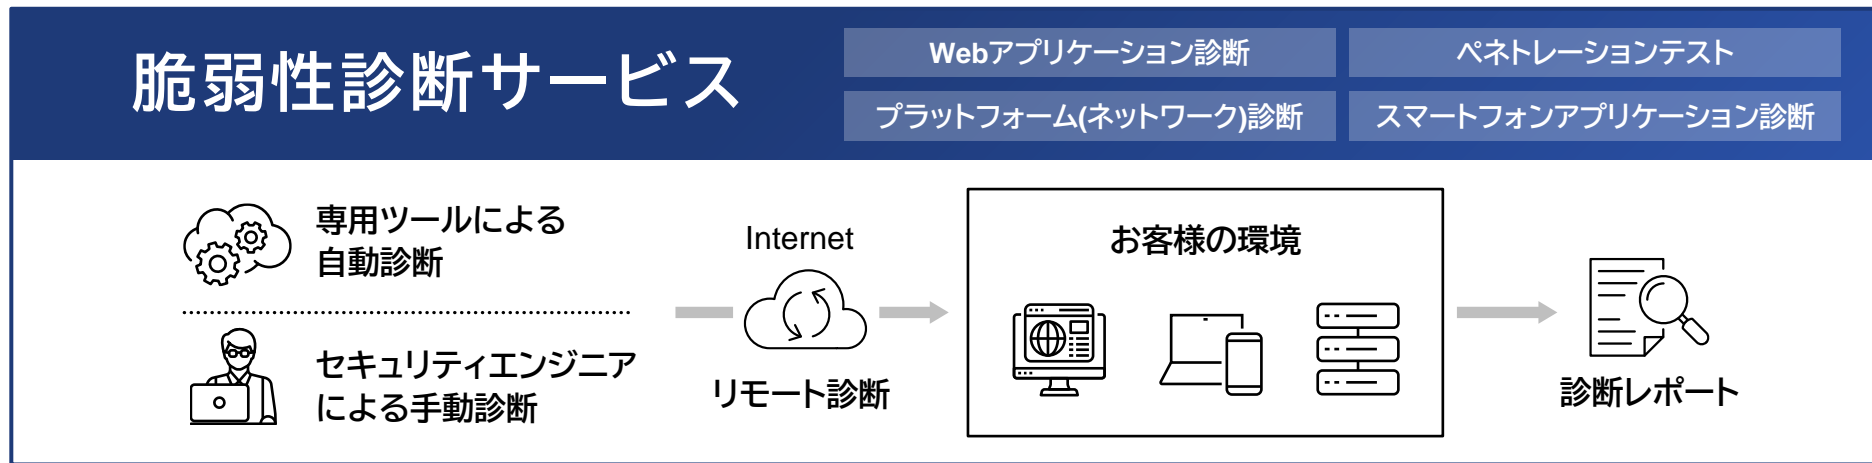 脆弱性診断サービス
Webアプリケーション診断
ペネトレーションテスト
プラットフォーム(ネットワーク)診断
スマートフォンアプリケーション診断
専用ツールによる
自動診断
セキュリティエンジニア
による手動診断
Internet
リモート診断
お客様の環境
診断レポート